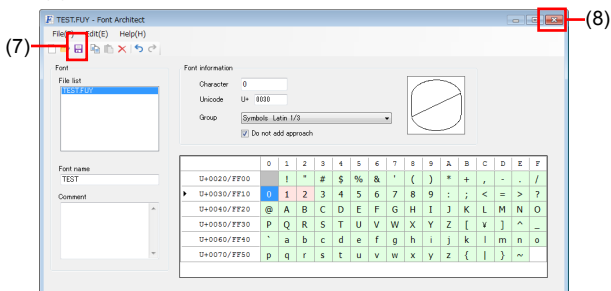 TEST.FUY - Font Architect
(8)
File(F) Edit(E) Help(H)
(7)
Font
File list
TEST.FUY
Font name
TEST
Comment
Font information
Character 0
Unicode U+ 0030
Group Symbols Latin 1/3
Do not add approach
0 1 2 3 4 5 6 7 8 9 A B C D E F
U+0020/FF00 ! " # $ % & ' ( ) * + , - . /
U+0030/FF10 0 1 2 3 4 5 6 7 8 9 : ; < = > ?
U+0040/FF20 @ A B C D E F G H I J K L M N O
U+0050/FF30 P Q R S T U V W X Y Z [ ¥ ] ^ _
U+0060/FF40 ` a b c d e f g h i j k l m n o
U+0070/FF50 p q r s t u v w x y z { | } ~